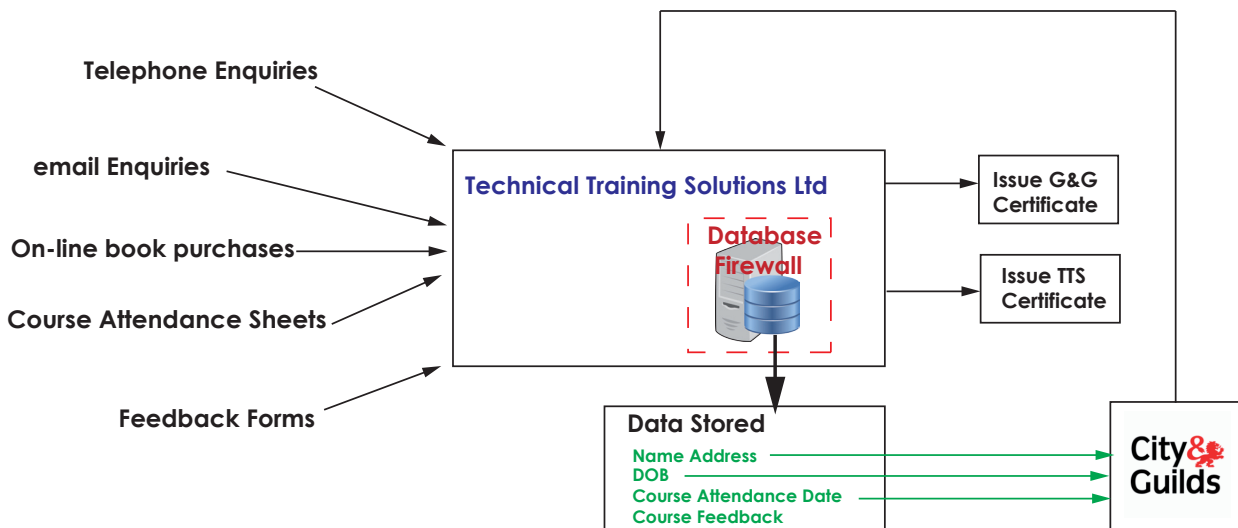 Telephone Enquiries
email Enquiries
On-line book purchases
Course Attendance Sheets
Feedback Forms
Technical Training Solutions Ltd
Database
Firewall
Issue G&G
Certificate
Issue TTS
Certificate
Data Stored
Name Address
DOB
Course Attendance Date
Course Feedback
City&
Guilds